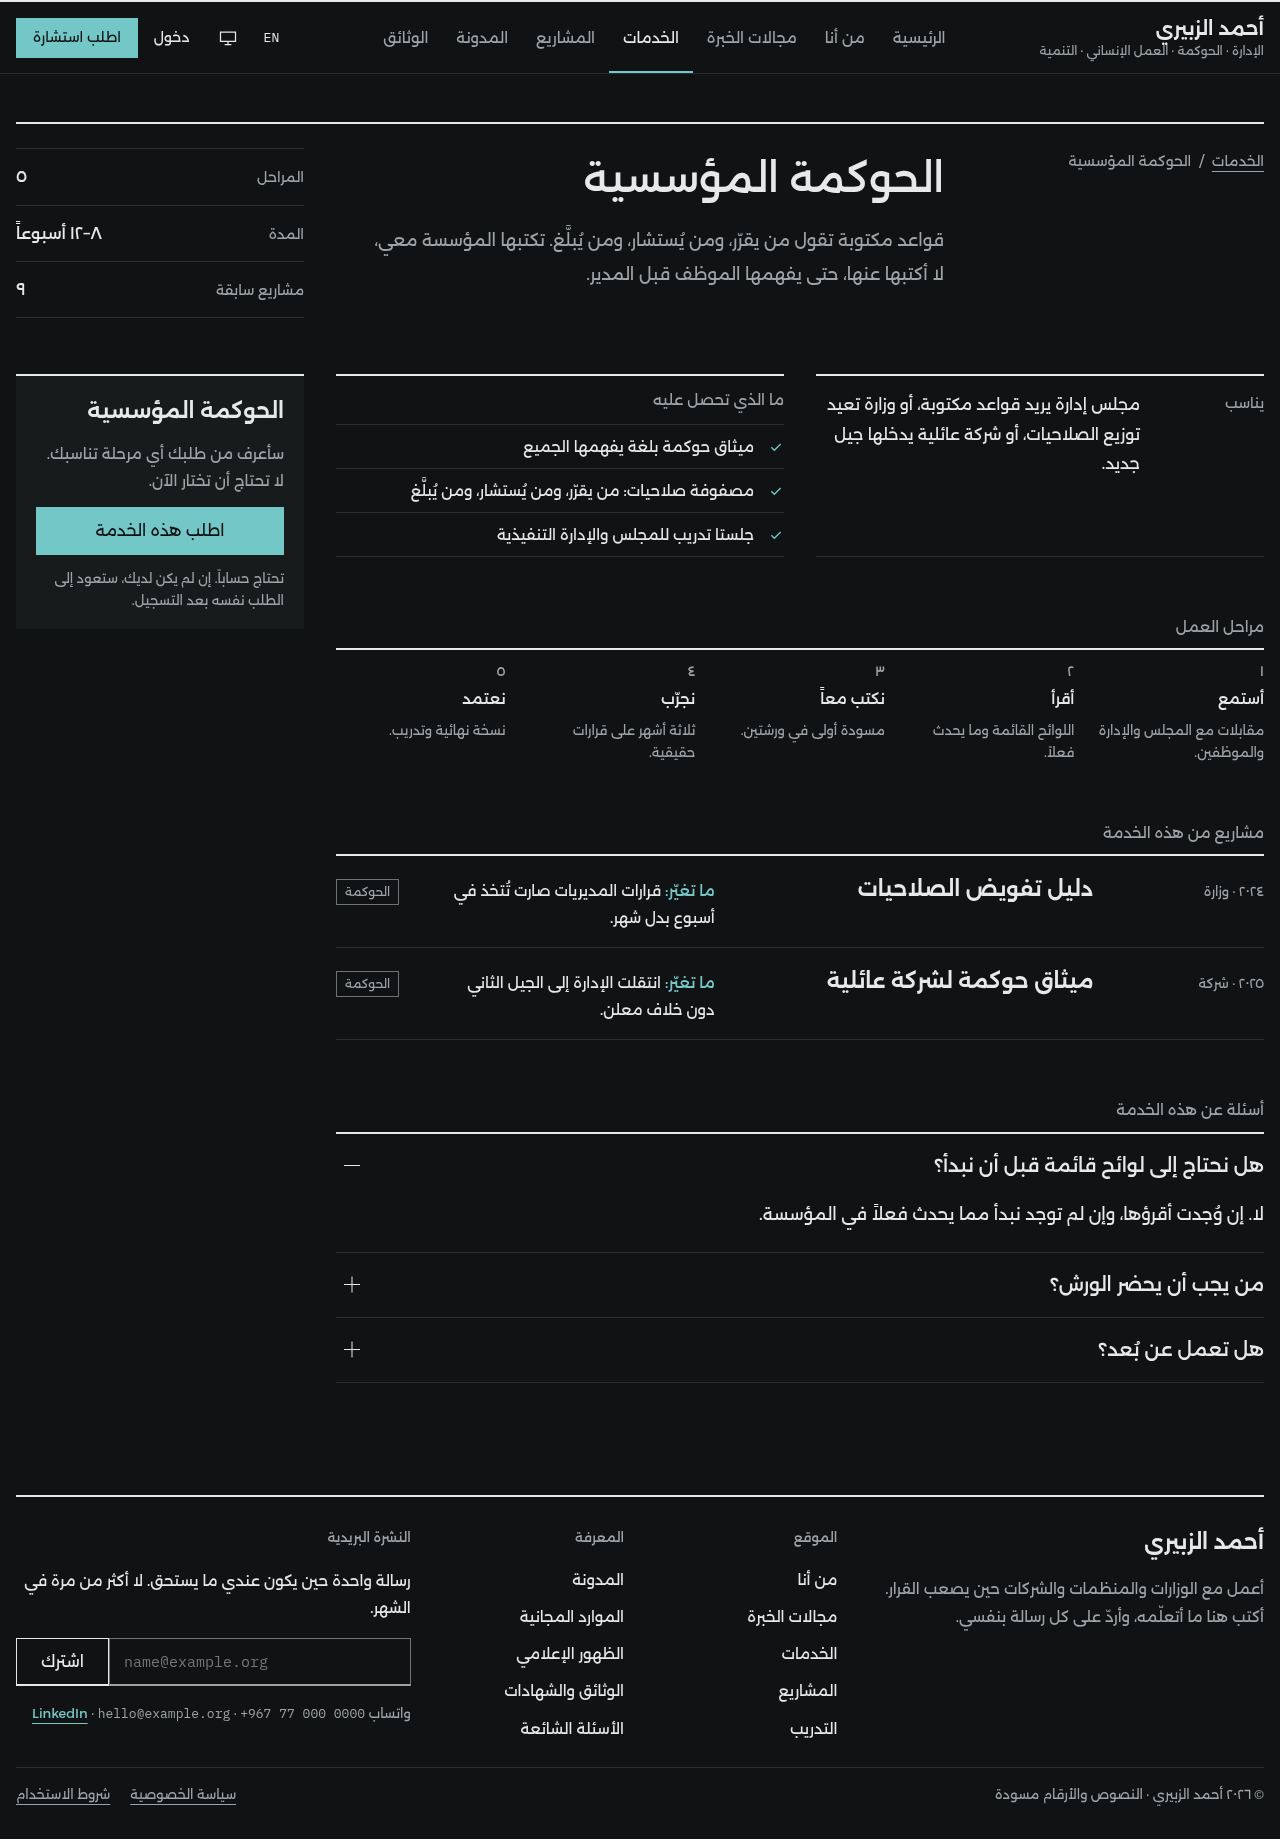 أحمد الزبيري
الإدارة · الحوكمة · العمل الإنساني · التنمية
الرئيسية
من أنا
مجالات الخبرة
الخدمات
المشاريع
المدونة
الوثائق
EN
دخول
اطلب استشارة
الخدمات / الحوكمة المؤسسية
الحوكمة المؤسسية
قواعد مكتوبة تقول من يقرّر، ومن يُستشار، ومن يُبلَّغ. تكتبها المؤسسة معي،
لا أكتبها عنها، حتى يفهمها الموظف قبل المدير.
المراحل ٥
المدة ٨–١٢ أسبوعاً
مشاريع سابقة ٩
يناسب
مجلس إدارة يريد قواعد مكتوبة، أو وزارة تعيد
توزيع الصلاحيات، أو شركة عائلية يدخلها جيل
جديد.
ما الذي تحصل عليه
ميثاق حوكمة بلغة يفهمها الجميع
مصفوفة صلاحيات: من يقرّر، ومن يُستشار، ومن يُبلَّغ
جلستا تدريب للمجلس والإدارة التنفيذية
الحوكمة المؤسسية
سأعرف من طلبك أي مرحلة تناسبك.
لا تحتاج أن تختار الآن.
اطلب هذه الخدمة
تحتاج حساباً. إن لم يكن لديك، ستعود إلى
الطلب نفسه بعد التسجيل.
مراحل العمل
١
أستمع
مقابلات مع المجلس والإدارة
والموظفين.
٢
أقرأ
اللوائح القائمة وما يحدث
فعلاً.
٣
نكتب معاً
مسودة أولى في ورشتين.
٤
نجرّب
ثلاثة أشهر على قرارات
حقيقية.
٥
نعتمد
نسخة نهائية وتدريب.
مشاريع من هذه الخدمة
٢٠٢٤ · وزارة
دليل تفويض الصلاحيات
ما تغيّر: قرارات المديريات صارت تُتخذ في
أسبوع بدل شهر.
الحوكمة
٢٠٢٥ · شركة
ميثاق حوكمة لشركة عائلية
ما تغيّر: انتقلت الإدارة إلى الجيل الثاني
دون خلاف معلن.
الحوكمة
أسئلة عن هذه الخدمة
هل نحتاج إلى لوائح قائمة قبل أن نبدأ؟
لا. إن وُجدت أقرؤها، وإن لم توجد نبدأ مما يحدث فعلاً في المؤسسة.
من يجب أن يحضر الورش؟
هل تعمل عن بُعد؟
أحمد الزبيري
أعمل مع الوزارات والمنظمات والشركات حين يصعب القرار.
أكتب هنا ما أتعلّمه، وأردّ على كل رسالة بنفسي.
الموقع
من أنا
مجالات الخبرة
الخدمات
المشاريع
التدريب
المعرفة
المدونة
الموارد المجانية
الظهور الإعلامي
الوثائق والشهادات
الأسئلة الشائعة
النشرة البريدية
رسالة واحدة حين يكون عندي ما يستحق. لا أكثر من مرة في
الشهر.
name@example.org
اشترك
واتساب +967 77 000 0000 · hello@example.org · LinkedIn
© ٢٠٢٦ أحمد الزبيري · النصوص والأرقام مسودة
سياسة الخصوصية
شروط الاستخدام